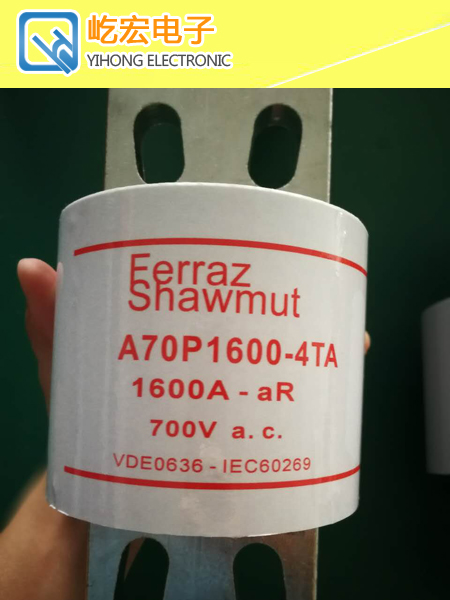 屹宏电子
YIHONG ELECTRONIC
Ferraz
Shawmut
A70P1600-4TA
1600A - aR
700V a.c.
VDE0636 - IEC60269